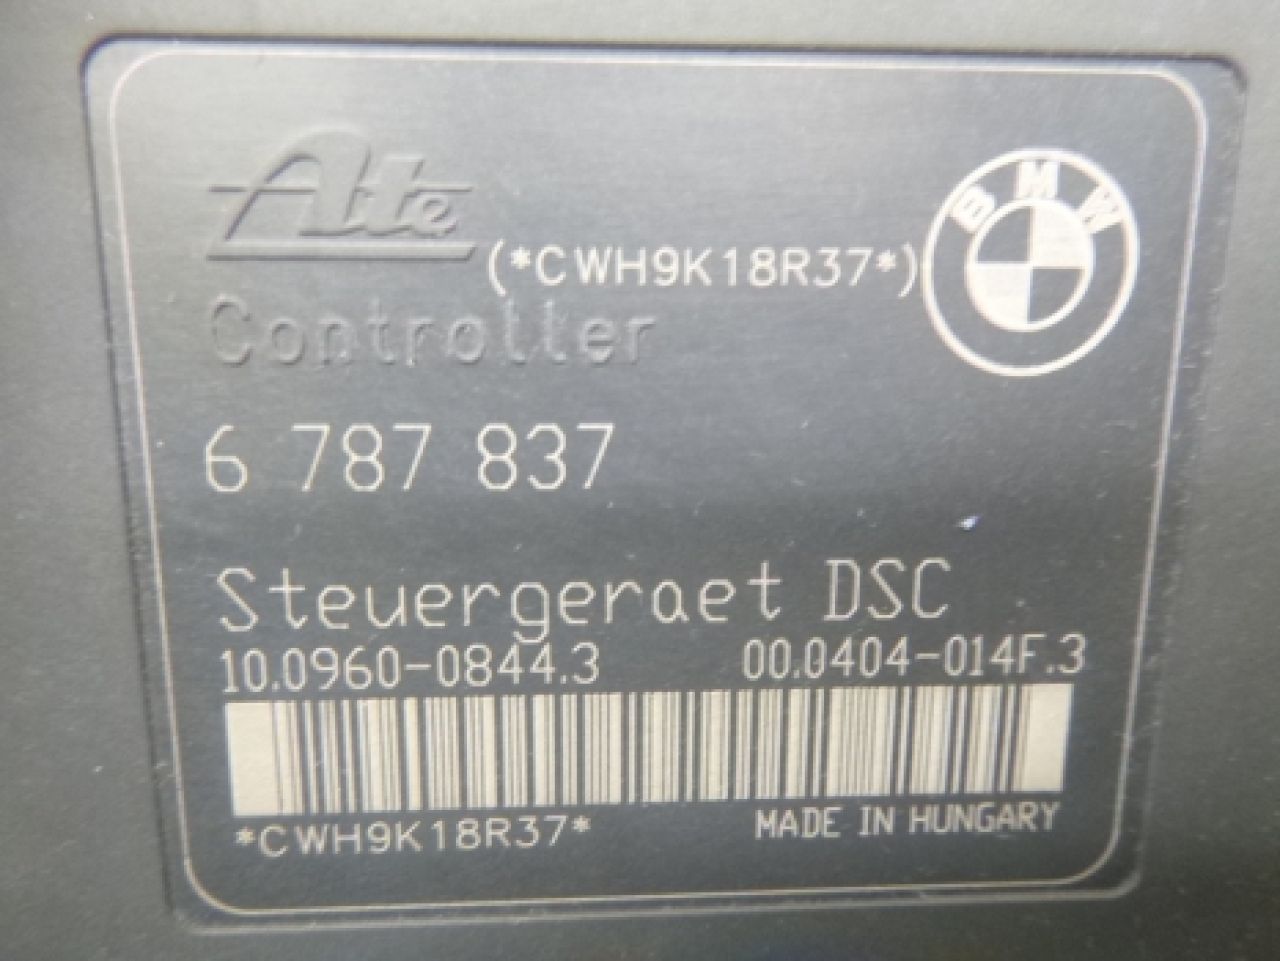 Ate
(*CWH9K18R37*)
BMW
Controller
6 787 837
Steuergeraet DSC
10.0960-0844.3 00.0404-014F.3
*CWH9K18R37*
MADE IN HUNGARY